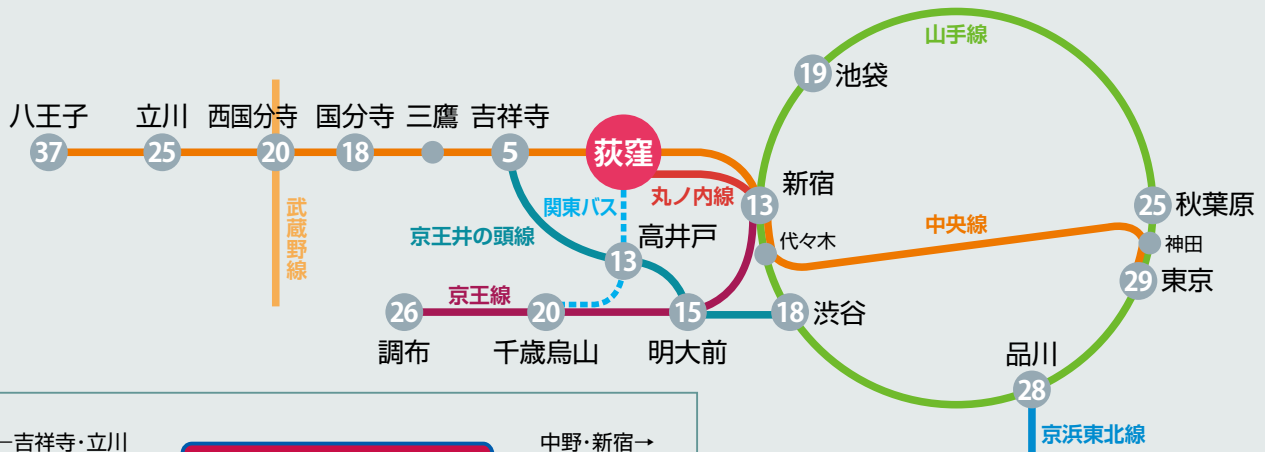 山手線
19 池袋
八王子 立川 西国分寺 国分寺 三鷹 吉祥寺
37 25 20 18 5 荻窪
丸ノ内線 新宿
13
関東バス
武蔵野線
25 秋葉原
中央線
京王井の頭線 高井戸 代々木 神田
13
29 東京
京王線
26 20 15 18 渋谷
調布 千歳烏山 明大前
品川
28
京浜東北線
吉祥寺・立川 中野・新宿→